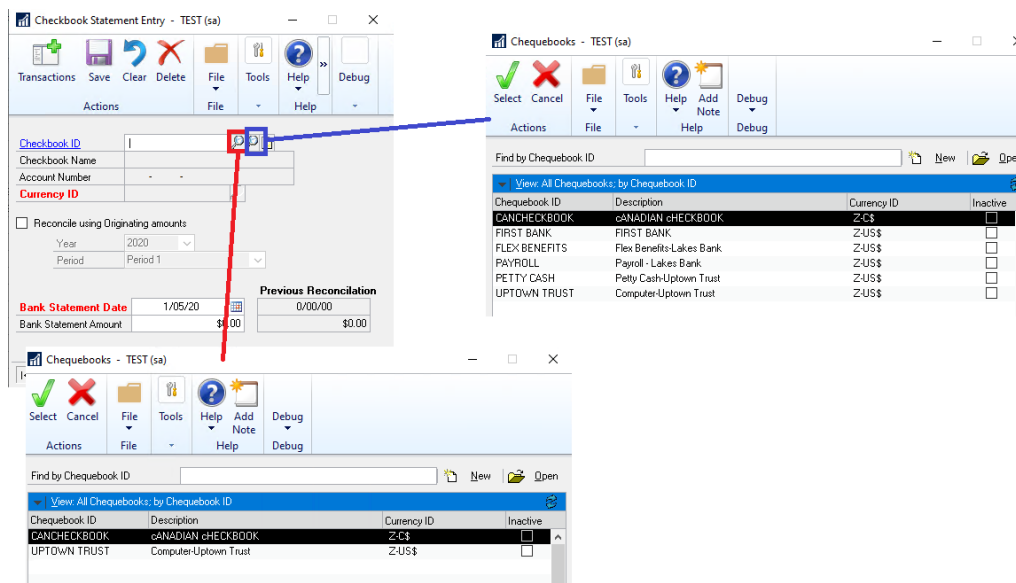 Checkbook Statement Entry - TEST (sa)
Transactions Save Clear Delete File Tools Help » Debug
Actions File Help
Checkbook ID
Checkbook Name
Account Number - -
Currency ID
Reconcile using Originating amounts
Year 2020
Period Period 1
Previous Reconcilation
Bank Statement Date 1/05/20 0/00/00
Bank Statement Amount $0.00 $0.00
Chequebooks - TEST (sa)
Select Cancel File Tools Help Add Note Debug
Actions File Help Debug
Find by Chequebook ID New Ope
View: All Chequebooks; by Chequebook ID
Chequebook ID Description Currency ID Inactive
CANCHECKBOOK cANADIAN cHECKBOOK Z-C$
FIRST BANK FIRST BANK Z-US$
FLEX BENEFITS Flex Benefits-Lakes Bank Z-US$
PAYROLL Payroll - Lakes Bank Z-US$
PETTY CASH Petty Cash-Uptown Trust Z-US$
UPTOWN TRUST Computer-Uptown Trust Z-US$
Chequebooks - TEST (sa)
Select Cancel File Tools Help Add Note Debug
Actions File Help Debug
Find by Chequebook ID New Open
View: All Chequebooks; by Chequebook ID
Chequebook ID Description Currency ID Inactive
CANCHECKBOOK cANADIAN cHECKBOOK Z-C$
UPTOWN TRUST Computer-Uptown Trust Z-US$